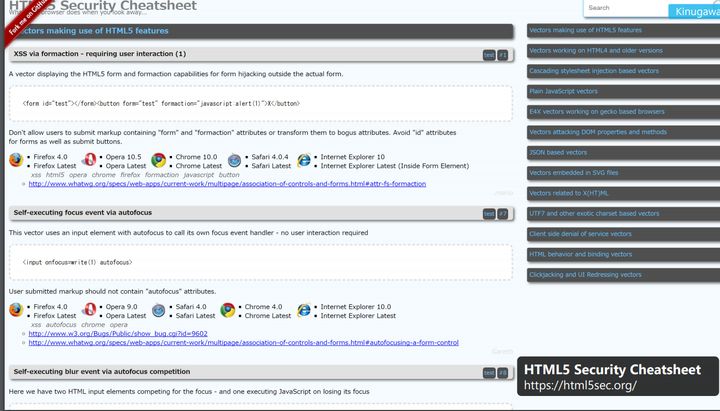 HTML5 Security Cheatsheet
What your browser does when you look away...
Fork me on GitHub
Search
Kinugawa
Vectors making use of HTML5 features
XSS via formaction - requiring user interaction (1)
test
#1
A vector displaying the HTML5 form and formaction capabilities for form hijacking outside the actual form.
<form id="test"></form><button form="test" formaction="javascript:alert(1)">X</button>
Don't allow users to submit markup containing "form" and "formaction" attributes or transform them to bogus attributes. Avoid "id" attributes
for forms as well as submit buttons.
Firefox 4.0
Firefox Latest
Opera 10.5
Opera Latest
Chrome 10.0
Chrome Latest
Safari 4.0.4
Safari Latest
Internet Explorer 10
Internet Explorer Latest (Inside Form Element)
xss html5 opera chrome firefox formaction javascript button
http://www.whatwg.org/specs/web-apps/current-work/multipage/association-of-controls-and-forms.html#attr-fs-formaction
mario
Self-executing focus event via autofocus
test
#7
This vector uses an input element with autofocus to call its own focus event handler - no user interaction required
<input onfocus=write(1) autofocus>
User submitted markup should not contain "autofocus" attributes.
Firefox 4.0
Firefox Latest
Opera 9.0
Opera Latest
Safari 4.0
Safari Latest
Chrome 4.0
Chrome Latest
Internet Explorer 10.0
Internet Explorer Latest
xss autofocus chrome opera
http://www.w3.org/Bugs/Public/show_bug.cgi?id=9602
http://www.whatwg.org/specs/web-apps/current-work/multipage/association-of-controls-and-forms.html#autofocusing-a-form-control
Gareth
Self-executing blur event via autofocus competition
test
#8
Here we have two HTML input elements competing for the focus - and one executing JavaScript on losing its focus
Vectors making use of HTML5 features
Vectors working on HTML4 and older versions
Cascading stylesheet injection based vectors
Plain JavaScript vectors
E4X vectors working on gecko based browsers
Vectors attacking DOM properties and methods
JSON based vectors
Vectors embedded in SVG files
Vectors related to X(HT)ML
UTF7 and other exotic charset based vectors
Client side denial of service vectors
HTML behavior and binding vectors
Clickjacking and UI Redressing vectors
HTML5 Security Cheatsheet
https://html5sec.org/